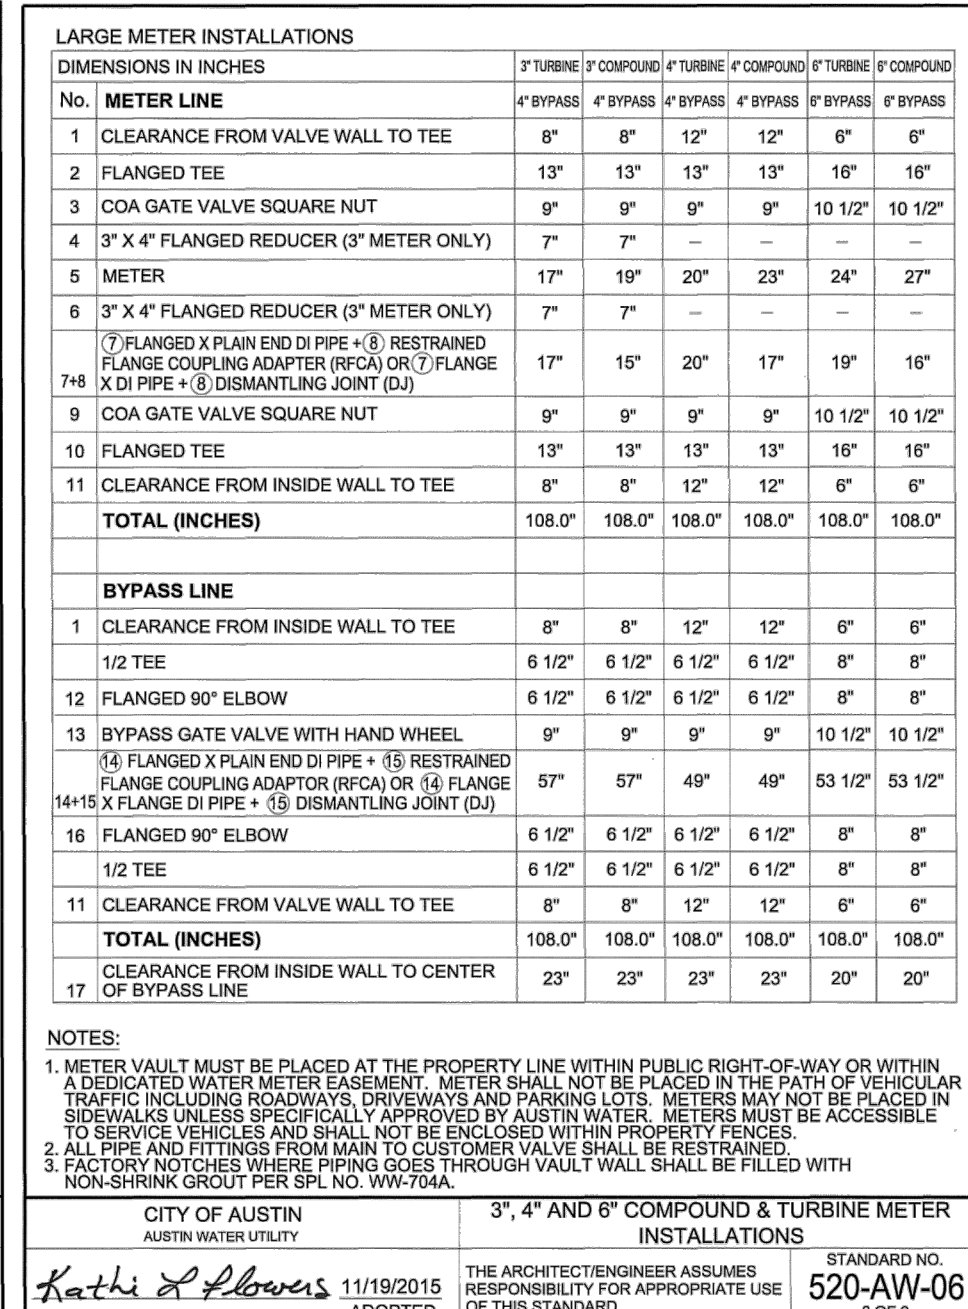 LARGE METER INSTALLATIONS
DIMENSIONS IN INCHES 3" TURBINE 3" COMPOUND 4" TURBINE 4" COMPOUND 6" TURBINE 6" COMPOUND
No. METER LINE 4" BYPASS 4" BYPASS 4" BYPASS 4" BYPASS 6" BYPASS 6" BYPASS
1 CLEARANCE FROM VALVE WALL TO TEE 8" 8" 12" 12" 6" 6"
2 FLANGED TEE 13" 13" 13" 13" 16" 16"
3 COA GATE VALVE SQUARE NUT 9" 9" 9" 9" 10 1/2" 10 1/2"
4 3" X 4" FLANGED REDUCER (3" METER ONLY) 7" 7" — — — —
5 METER 17" 19" 20" 23" 24" 27"
6 3" X 4" FLANGED REDUCER (3" METER ONLY) 7" 7" — — — —
⑦FLANGED X PLAIN END DI PIPE +⑧ RESTRAINED
FLANGE COUPLING ADAPTER (RFCA) OR⑦FLANGE 17" 15" 20" 17" 19" 16"
7+8 X DI PIPE +⑧DISMANTLING JOINT (DJ)
9 COA GATE VALVE SQUARE NUT 9" 9" 9" 9" 10 1/2" 10 1/2"
10 FLANGED TEE 13" 13" 13" 13" 16" 16"
11 CLEARANCE FROM INSIDE WALL TO TEE 8" 8" 12" 12" 6" 6"
TOTAL (INCHES) 108.0" 108.0" 108.0" 108.0" 108.0" 108.0"
BYPASS LINE
1 CLEARANCE FROM INSIDE WALL TO TEE 8" 8" 12" 12" 6" 6"
1/2 TEE 6 1/2" 6 1/2" 6 1/2" 6 1/2" 8" 8"
12 FLANGED 90° ELBOW 6 1/2" 6 1/2" 6 1/2" 6 1/2" 8" 8"
13 BYPASS GATE VALVE WITH HAND WHEEL 9" 9" 9" 9" 10 1/2" 10 1/2"
⑭ FLANGED X PLAIN END DI PIPE + ⑮ RESTRAINED
FLANGE COUPLING ADAPTOR (RFCA) OR ⑭ FLANGE 57" 57" 49" 49" 53 1/2" 53 1/2"
14+15 X FLANGE DI PIPE + ⑮ DISMANTLING JOINT (DJ)
16 FLANGED 90° ELBOW 6 1/2" 6 1/2" 6 1/2" 6 1/2" 8" 8"
1/2 TEE 6 1/2" 6 1/2" 6 1/2" 6 1/2" 8" 8"
11 CLEARANCE FROM VALVE WALL TO TEE 8" 8" 12" 12" 6" 6"
TOTAL (INCHES) 108.0" 108.0" 108.0" 108.0" 108.0" 108.0"
CLEARANCE FROM INSIDE WALL TO CENTER 23" 23" 23" 23" 20" 20"
17 OF BYPASS LINE
NOTES:
1. METER VAULT MUST BE PLACED AT THE PROPERTY LINE WITHIN PUBLIC RIGHT-OF-WAY OR WITHIN
A DEDICATED WATER METER EASEMENT. METER SHALL NOT BE PLACED IN THE PATH OF VEHICULAR
TRAFFIC INCLUDING ROADWAYS, DRIVEWAYS AND PARKING LOTS. METERS MAY NOT BE PLACED IN
SIDEWALKS UNLESS SPECIFICALLY APPROVED BY AUSTIN WATER. METERS MUST BE ACCESSIBLE
TO SERVICE VEHICLES AND SHALL NOT BE ENCLOSED WITHIN PROPERTY FENCES.
2. ALL PIPE AND FITTINGS FROM MAIN TO CUSTOMER VALVE SHALL BE RESTRAINED.
3. FACTORY NOTCHES WHERE PIPING GOES THROUGH VAULT WALL SHALL BE FILLED WITH
NON-SHRINK GROUT PER SPL NO. WW-704A.
CITY OF AUSTIN
AUSTIN WATER UTILITY
3", 4" AND 6" COMPOUND & TURBINE METER
INSTALLATIONS
Kathi L Flowers 11/19/2015
ADOPTED
THE ARCHITECT/ENGINEER ASSUMES
RESPONSIBILITY FOR APPROPRIATE USE
OF THIS STANDARD
STANDARD NO.
520-AW-06